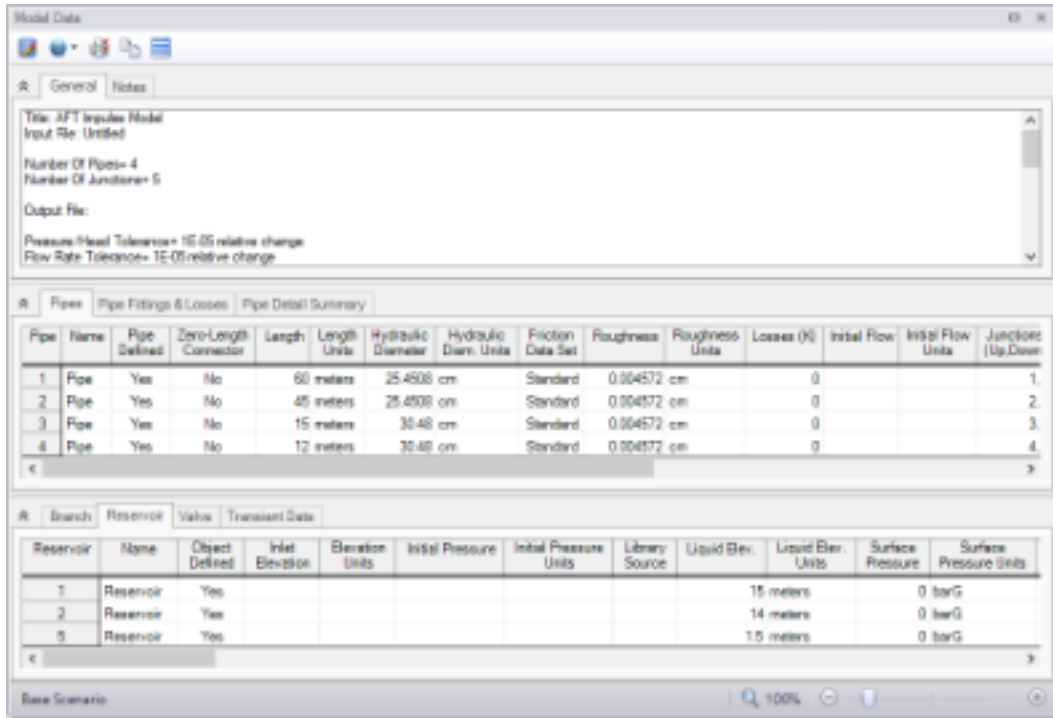 Model Data
General Notes
Title: AFT Impulse Model
Input File: Untitled
Number Of Pipes= 4
Number Of Junctions= 5
Output File:
Pressure/Head Tolerance= 1E-05 relative change
Flow Rate Tolerance= 1E-05 relative change
Pipes Pipe Fittings & Losses Pipe Detail Summary
Pipe Name Pipe Defined Zero-Length Connector Length Length Units Hydraulic Diameter Hydraulic Diam. Units Friction Data Set Roughness Roughness Units Losses (K) Initial Flow Initial Flow Units Junctions (Up,Down
1 Pipe Yes No 60 meters 25.4508 cm Standard 0.004572 cm 0 1,
2 Pipe Yes No 45 meters 25.4508 cm Standard 0.004572 cm 0 2,
3 Pipe Yes No 15 meters 30.48 cm Standard 0.004572 cm 0 3,
4 Pipe Yes No 12 meters 30.48 cm Standard 0.004572 cm 0 4,
Branch Reservoir Valve Transient Data
Reservoir Name Object Defined Inlet Elevation Elevation Units Initial Pressure Initial Pressure Units Library Source Liquid Elev. Liquid Elev. Units Surface Pressure Surface Pressure Units
1 Reservoir Yes 15 meters 0 barG
2 Reservoir Yes 14 meters 0 barG
5 Reservoir Yes 1.5 meters 0 barG
Base Scenario 100%